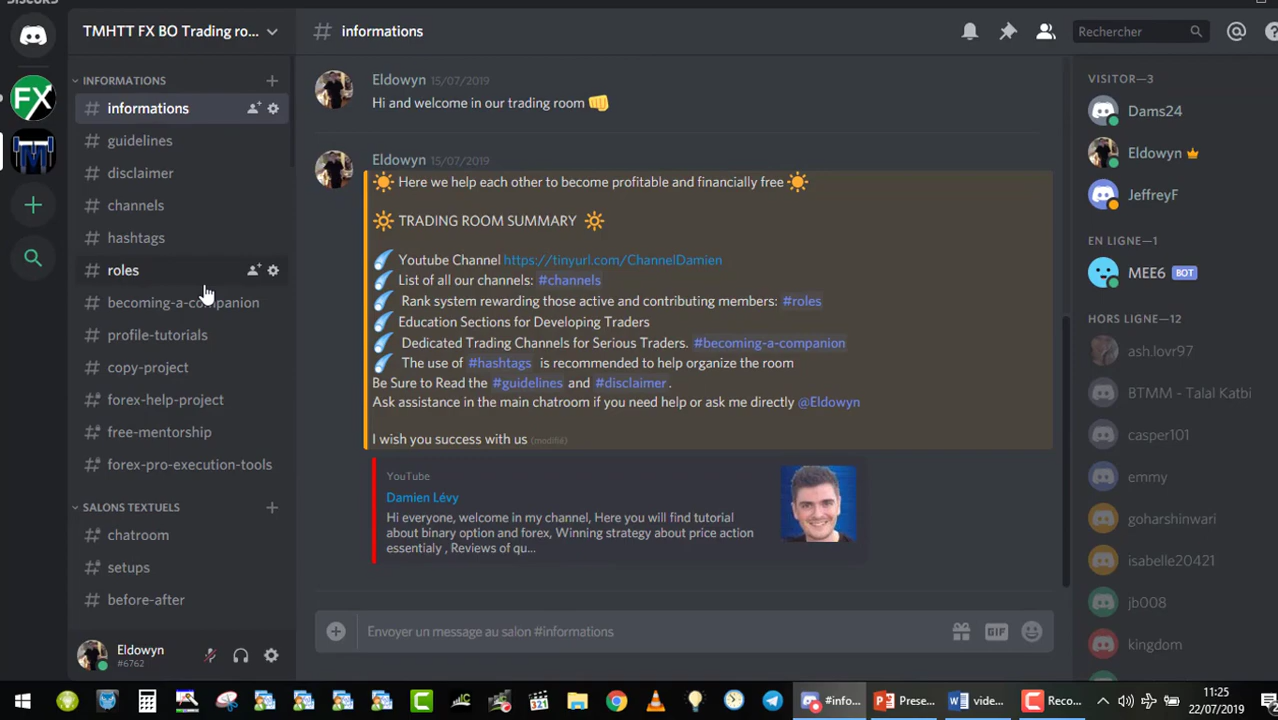 TMHTT FX BO Trading ro...
# informations
Rechercher
INFORMATIONS
# informations
# guidelines
# disclaimer
# channels
# hashtags
# roles
# becoming-a-companion
# profile-tutorials
# copy-project
# forex-help-project
# free-mentorship
# forex-pro-execution-tools
SALONS TEXTUELS
# chatroom
# setups
# before-after
Eldowyn
#6762
Eldowyn 15/07/2019
Hi and welcome in our trading room
Eldowyn 15/07/2019
Here we help each other to become profitable and financially free
TRADING ROOM SUMMARY
Youtube Channel https://tinyurl.com/ChannelDamien
List of all our channels: #channels
Rank system rewarding those active and contributing members: #roles
Education Sections for Developing Traders
Dedicated Trading Channels for Serious Traders. #becoming-a-companion
The use of #hashtags is recommended to help organize the room
Be Sure to Read the #guidelines and #disclaimer.
Ask assistance in the main chatroom if you need help or ask me directly @Eldowyn
I wish you success with us (modifié)
YouTube
Damien Lévy
Hi everyone, welcome in my channel, Here you will find tutorial
about binary option and forex, Winning strategy about price action
essentialy , Reviews of qu...
Envoyer un message au salon #informations
GIF
VISITOR—3
Dams24
Eldowyn
JeffreyF
EN LIGNE—1
MEE6 BOT
HORS LIGNE—12
ash.lovr97
BTMM - Talal Katbi
casper101
emmy
goharshinwari
isabelle20421
jb008
kingdom
FX
#info...
Prese...
vide...
Reco...
11:25
22/07/2019